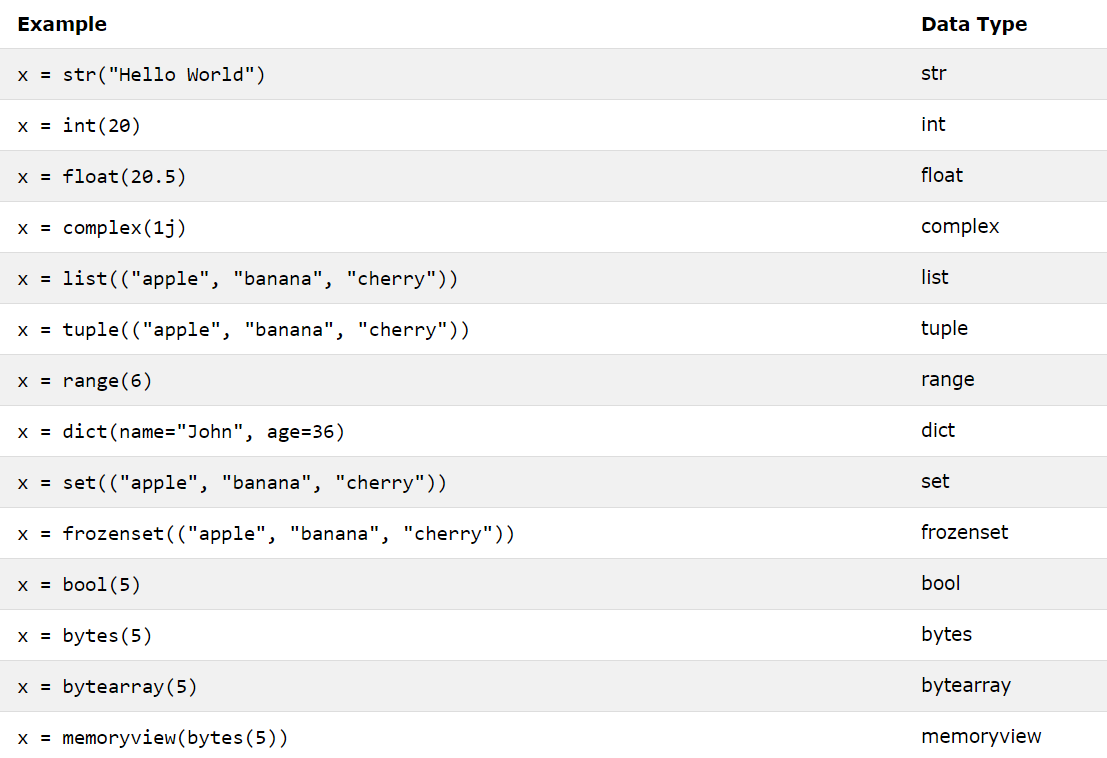 Example Data Type
x = str("Hello World") str
x = int(20) int
x = float(20.5) float
x = complex(1j) complex
x = list(("apple", "banana", "cherry")) list
x = tuple(("apple", "banana", "cherry")) tuple
x = range(6) range
x = dict(name="John", age=36) dict
x = set(("apple", "banana", "cherry")) set
x = frozenset(("apple", "banana", "cherry")) frozenset
x = bool(5) bool
x = bytes(5) bytes
x = bytearray(5) bytearray
x = memoryview(bytes(5)) memoryview